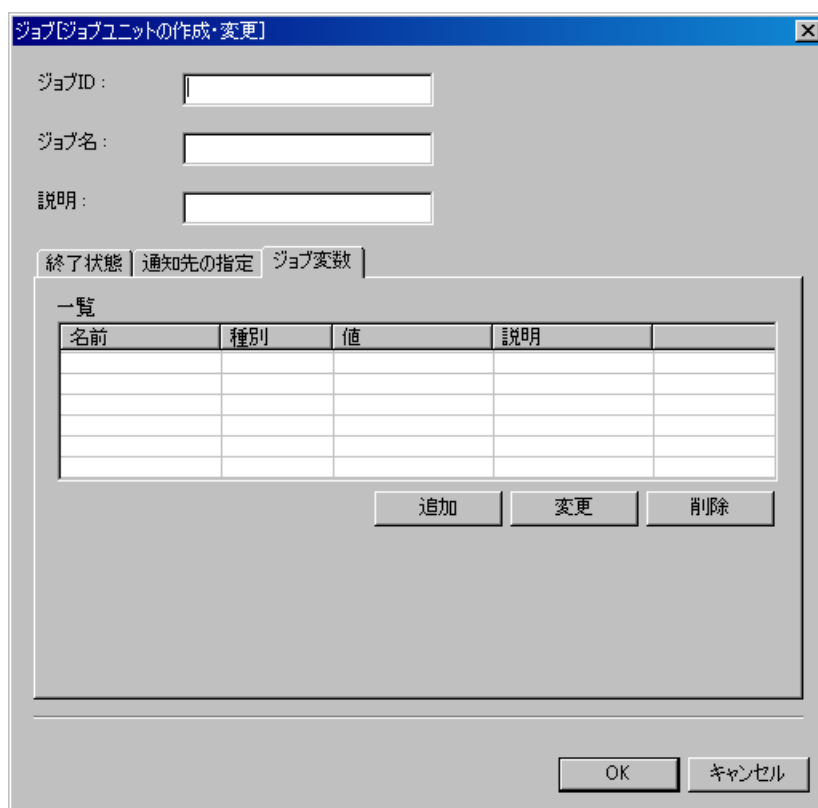 ジョブ[ジョブユニットの作成・変更]
ジョブID :
ジョブ名 :
説明 :
終了状態 通知先の指定 ジョブ変数
一覧
名前 種別 値 説明
追加 変更 削除
OK キャンセル